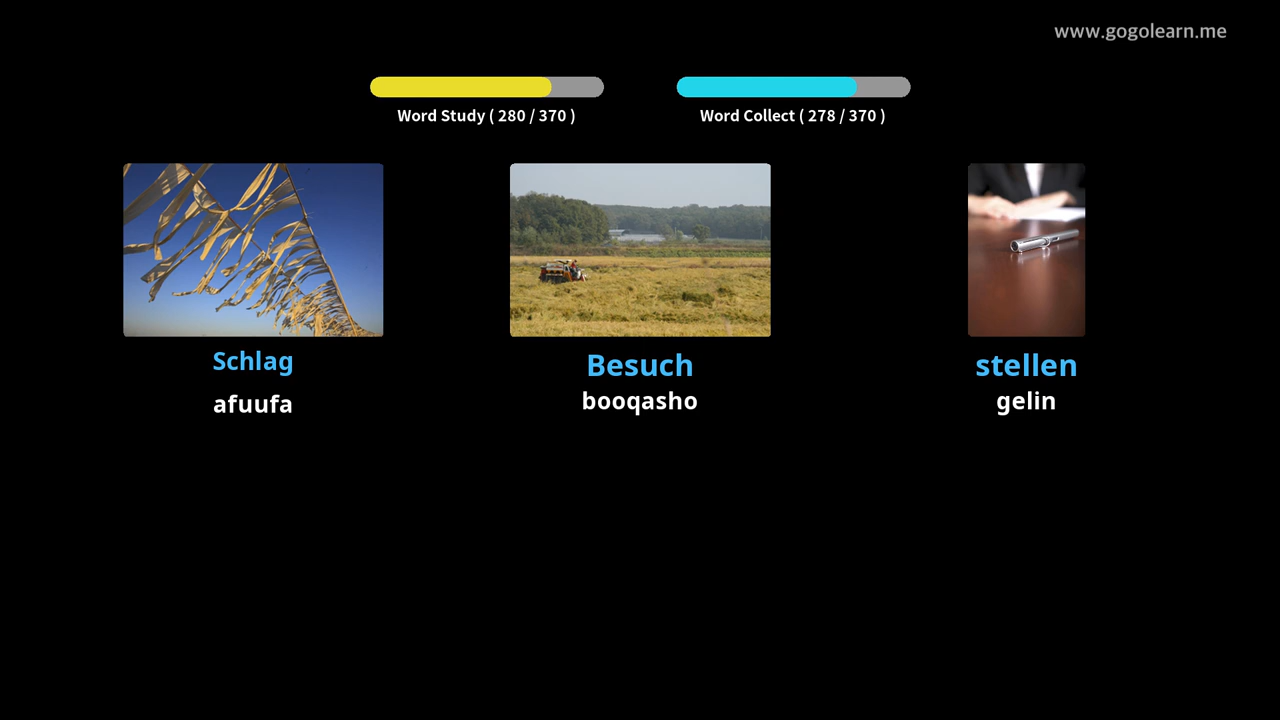 www.gogolearn.me
Word Study ( 280 / 370 )
Word Collect ( 278 / 370 )
Schlag
afuufa
Besuch
booqasho
stellen
gelin